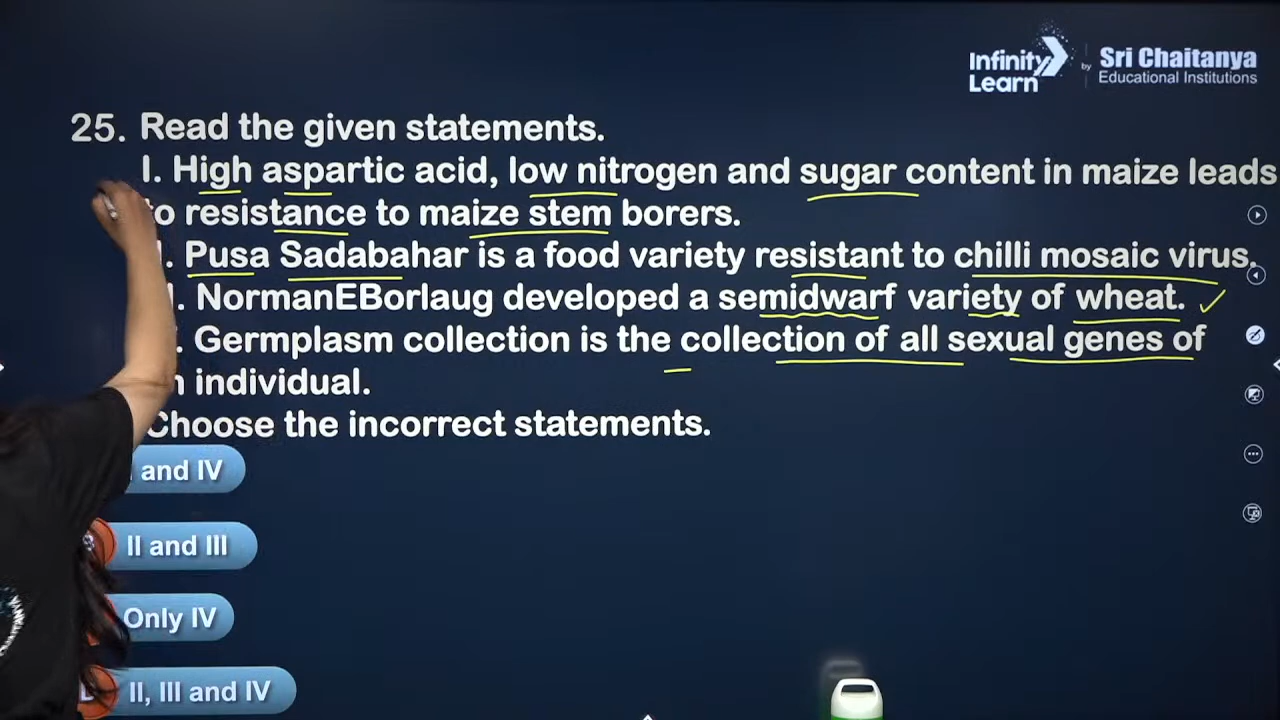 Infinity Learn by Sri Chaitanya
Educational Institutions
25. Read the given statements.
I. High aspartic acid, low nitrogen and sugar content in maize leads
to resistance to maize stem borers.
. Pusa Sadabahar is a food variety resistant to chilli mosaic virus.
. NormanEBorlaug developed a semidwarf variety of wheat.
. Germplasm collection is the collection of all sexual genes of
individual.
Choose the incorrect statements.
and IV
II and III
Only IV
II, III and IV